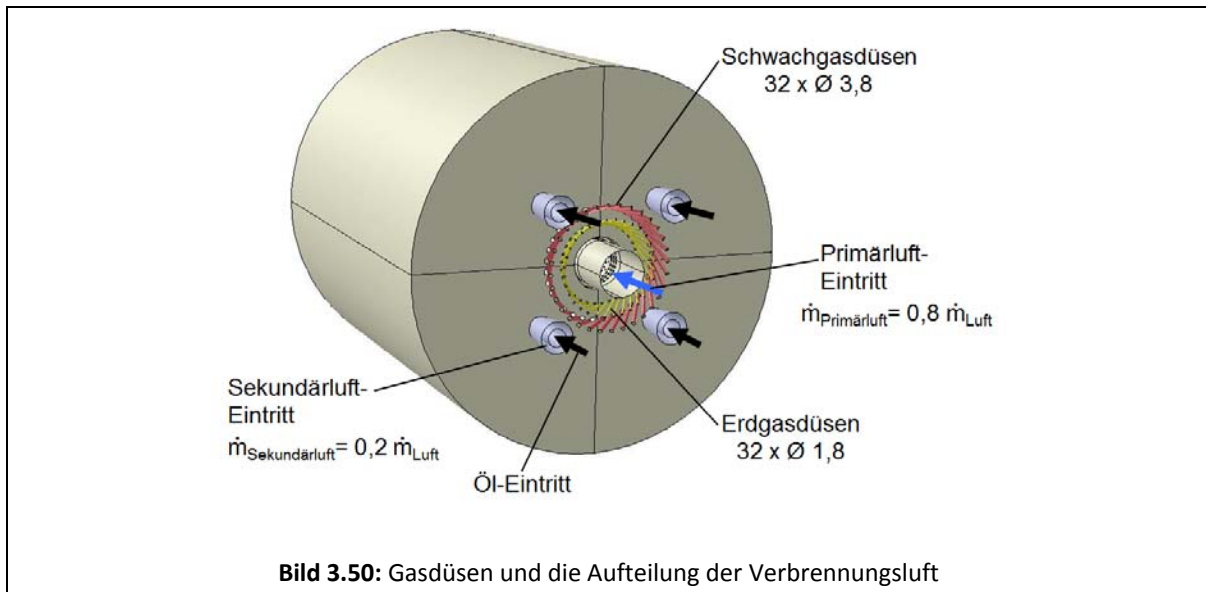 Schwachgasdüsen
32 x Ø 3,8
Primärluft-
Eintritt
ṁPrimärluft= 0,8 ṁLuft
Sekundärluft-
Eintritt
ṁSekundärluft= 0,2 ṁLuft
Erdgasdüsen
32 x Ø 1,8
Öl-Eintritt
Bild 3.50: Gasdüsen und die Aufteilung der Verbrennungsluft